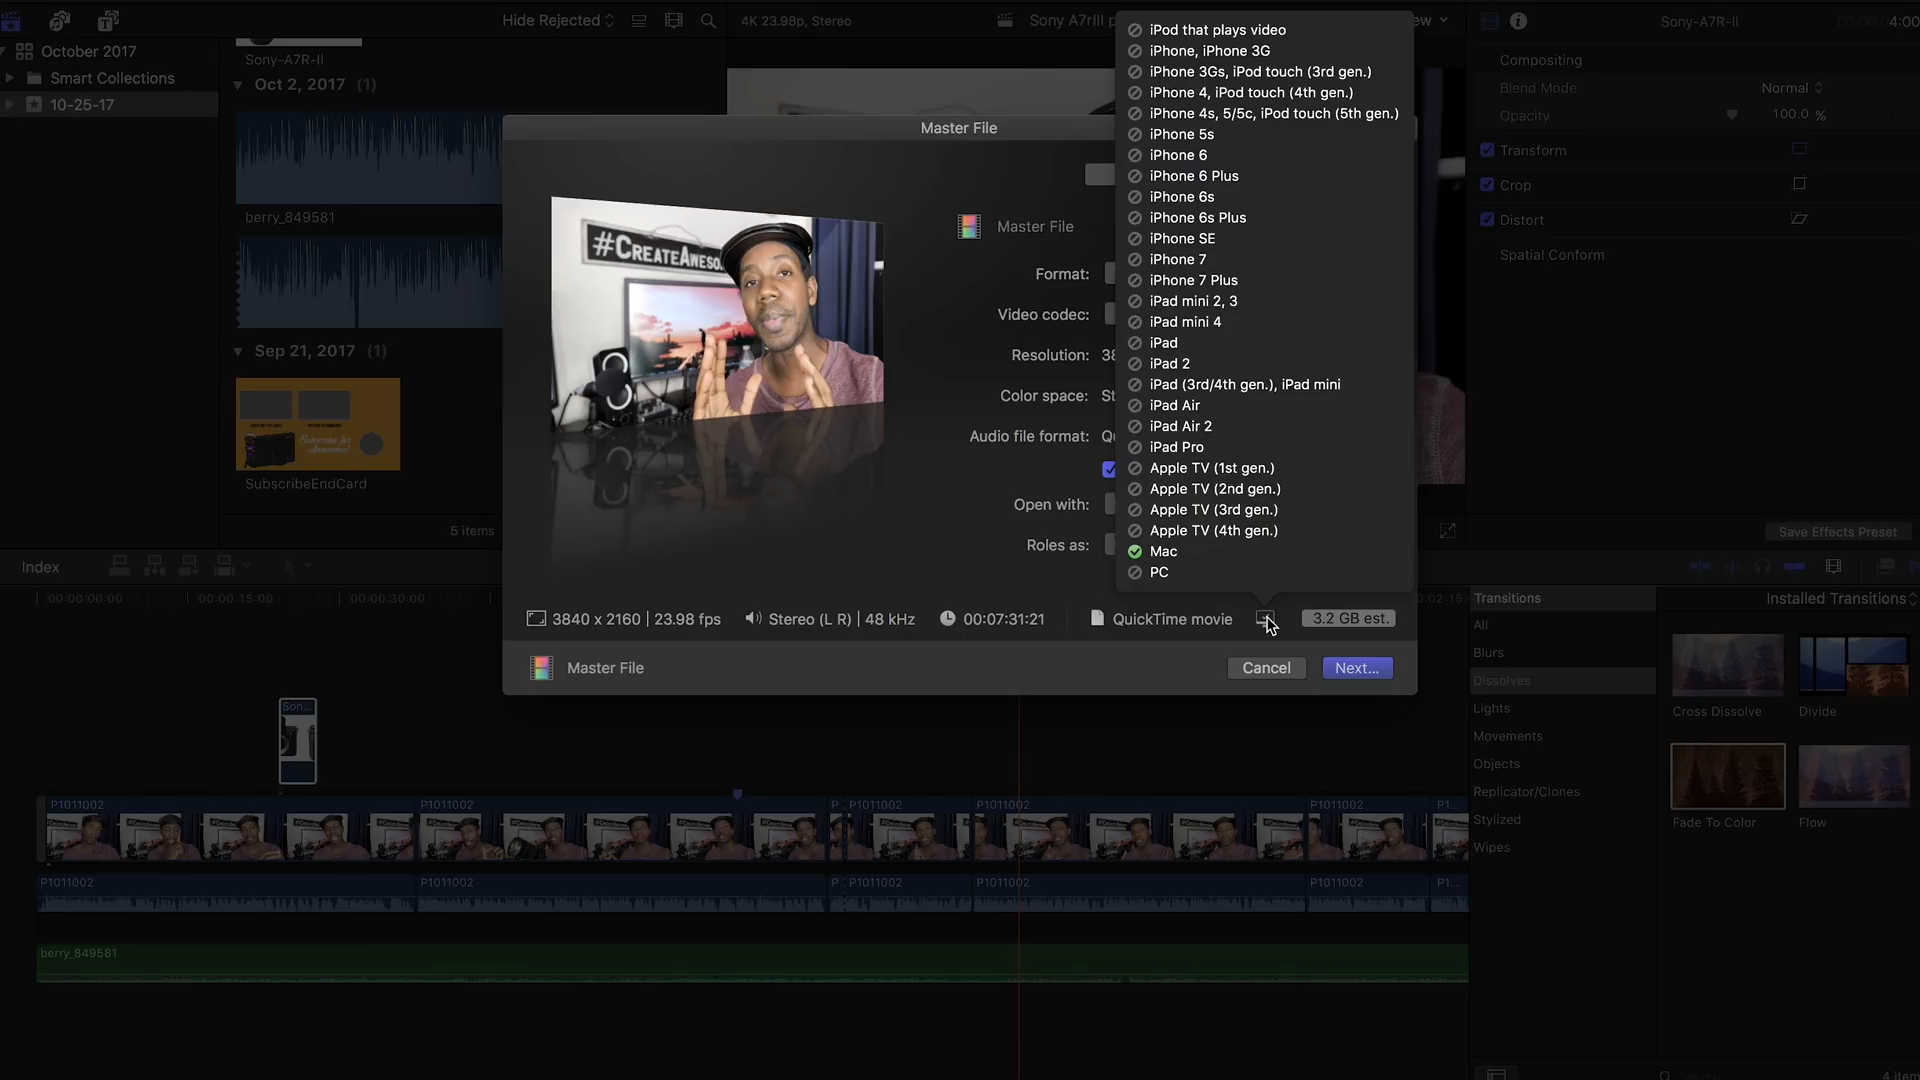 Hide Rejected
4K 23.98p, Stereo
Sony A7rIII p
ew
Sony-A7R-II
4:00
October 2017
Smart Collections
10-25-17
Sony-A7R-II
Oct 2, 2017 (1)
berry_849581
Sep 21, 2017 (1)
SubscribeEndCard
5 items
Master File
#CREATEAWESO
Master File
Format:
Video codec:
Resolution: 38
Color space: St
Audio file format: Qu
Open with:
Roles as:
iPod that plays video
iPhone, iPhone 3G
iPhone 3Gs, iPod touch (3rd gen.)
iPhone 4, iPod touch (4th gen.)
iPhone 4s, 5/5c, iPod touch (5th gen.)
iPhone 5s
iPhone 6
iPhone 6 Plus
iPhone 6s
iPhone 6s Plus
iPhone SE
iPhone 7
iPhone 7 Plus
iPad mini 2, 3
iPad mini 4
iPad
iPad 2
iPad (3rd/4th gen.), iPad mini
iPad Air
iPad Air 2
iPad Pro
Apple TV (1st gen.)
Apple TV (2nd gen.)
Apple TV (3rd gen.)
Apple TV (4th gen.)
Mac
PC
3840 x 2160 | 23.98 fps
Stereo (L R) | 48 kHz
00:07:31:21
QuickTime movie
3.2 GB est.
Master File
Cancel
Next...
Compositing
Blend Mode
Normal
Opacity
100.0 %
Transform
Crop
Distort
Spatial Conform
Save Effects Preset
Index
00:00:00:00
00:00:15:00
00:00:30:00
00:02:15:
Transitions
Installed Transitions
All
Blurs
Dissolves
Lights
Movements
Objects
Replicator/Clones
Stylized
Wipes
Cross Dissolve
Divide
Fade To Color
Flow
Son...
P1011002
P1011002
P
P1011002
P1011002
P1011002
P1...
P1011002
P1011002
P
P1011002
P1011002
P1011002
P1...
berry_849581
Search
4 item